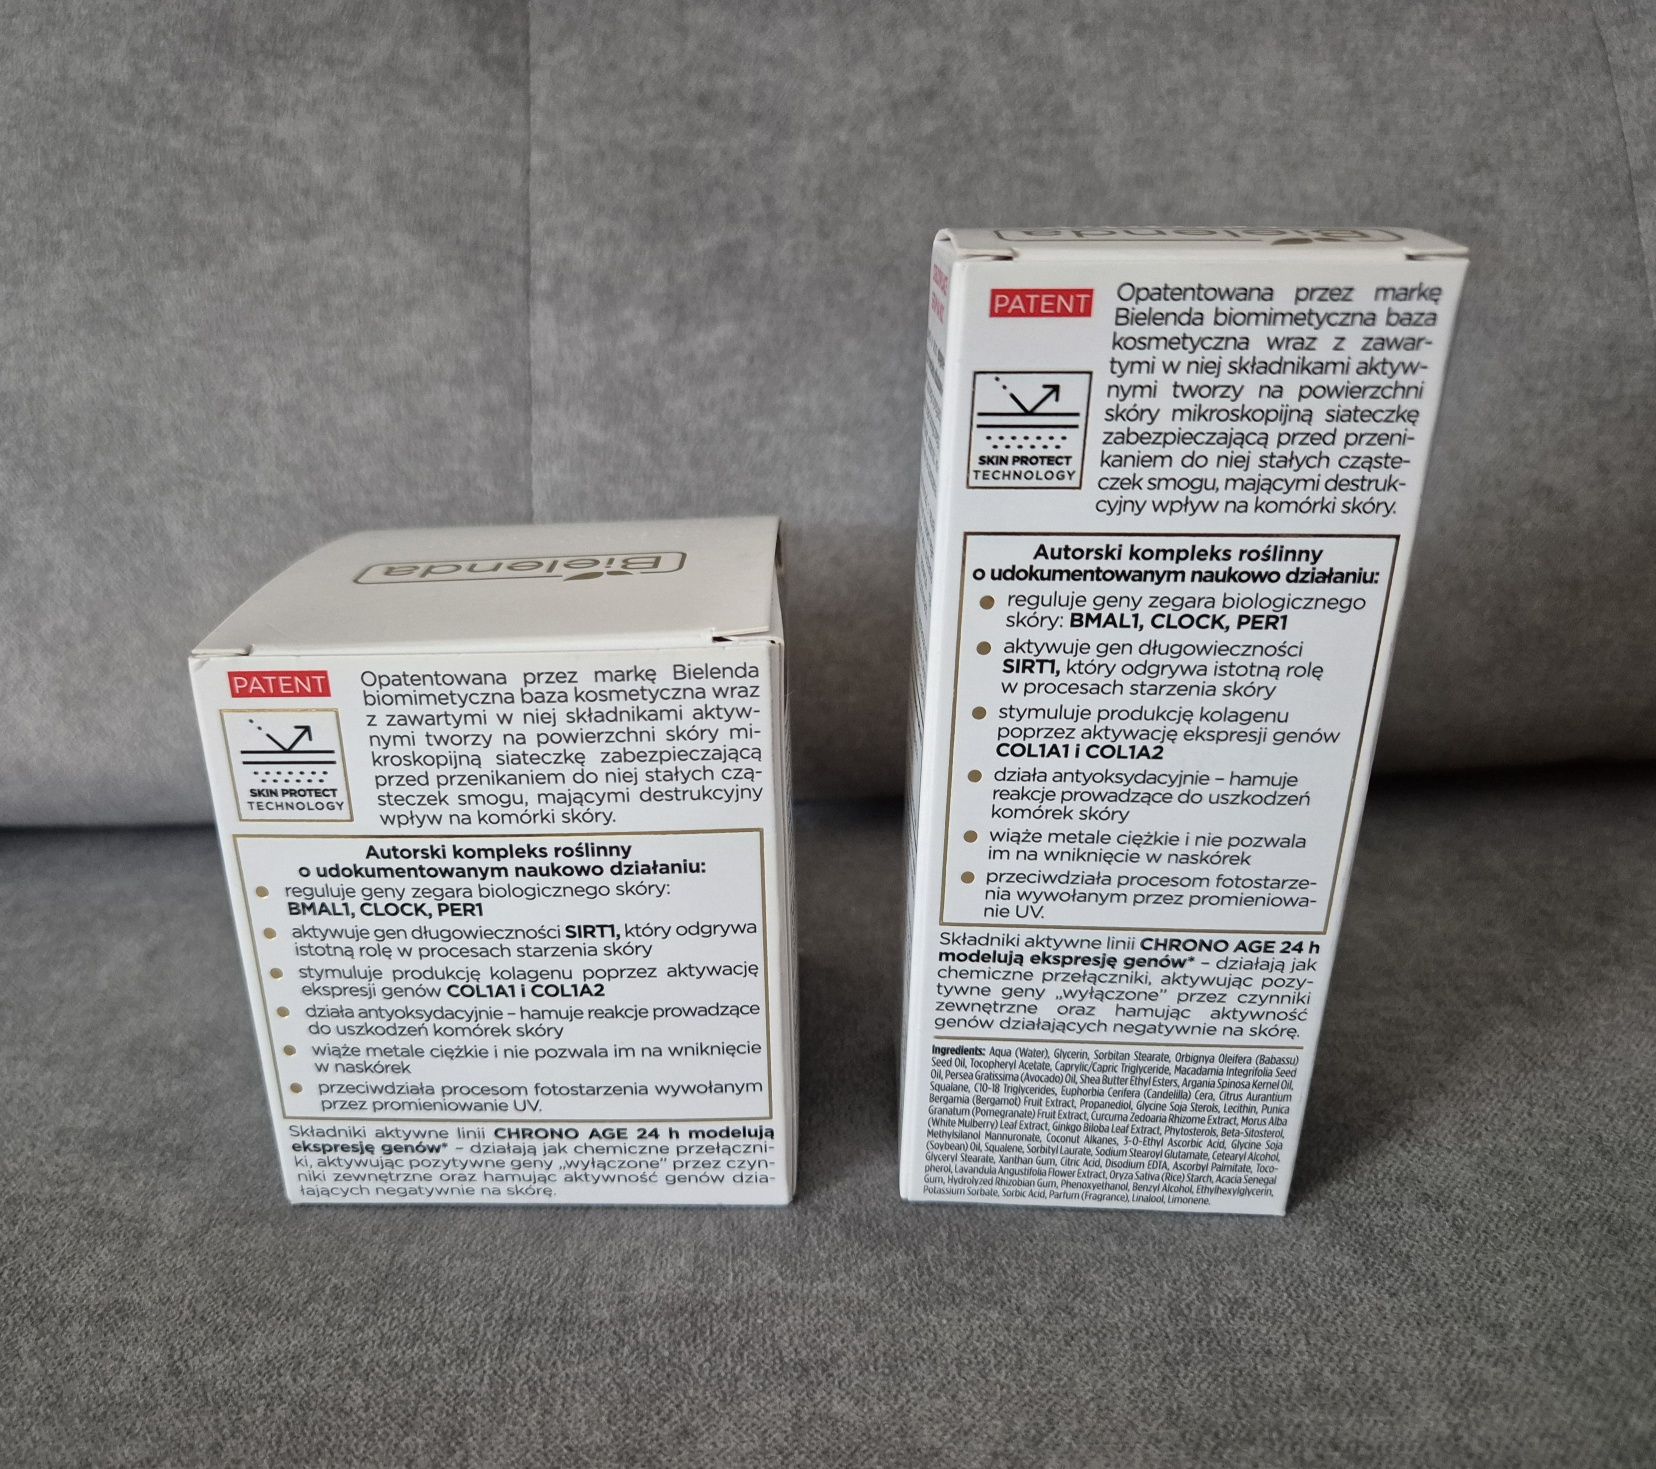 Bielenda
PATENT
SKIN PROTECT
TECHNOLOGY
Opatentowana przez markę Bielenda
biomimetyczna baza kosmetyczna wraz
z zawartymi w niej składnikami aktyw-
nymi tworzy na powierzchni skóry mi-
kroskopijną siateczkę zabezpieczającą
przed przenikaniem do niej stałych czą-
steczek smogu, mającymi destrukcyjny
wpływ na komórki skóry.
Autorski kompleks roślinny
o udokumentowanym naukowo działaniu:
reguluje geny zegara biologicznego skóry:
BMAL1, CLOCK, PER1
aktywuje gen długowieczności SIRT1, który odgrywa
istotną rolę w procesach starzenia skóry
stymuluje produkcję kolagenu poprzez aktywację
ekspresji genów COL1A1 i COL1A2
działa antyoksydacyjnie – hamuje reakcje prowadzące
do uszkodzeń komórek skóry
wiąże metale ciężkie i nie pozwala im na wniknięcie
w naskórek
przeciwdziała procesom fotostarzenia wywołanym
przez promieniowanie UV.
Składniki aktywne linii CHRONO AGE 24 h modelują
ekspresję genów* – działają jak chemiczne przełączni-
ki, aktywując pozytywne geny „wyłączone” przez czyn-
niki zewnętrzne oraz hamując aktywność genów dzia-
łających negatywnie na skórę.
Bielenda
PATENT
SKIN PROTECT
TECHNOLOGY
Opatentowana przez markę
Bielenda biomimetyczna baza
kosmetyczna wraz z zawar-
tymi w niej składnikami aktyw-
nymi tworzy na powierzchni
skóry mikroskopijną siateczkę
zabezpieczającą przed przeni-
kaniem do niej stałych cząste-
czek smogu, mającymi destruk-
cyjny wpływ na komórki skóry.
Autorski kompleks roślinny
o udokumentowanym naukowo działaniu:
reguluje geny zegara biologicznego
skóry: BMAL1, CLOCK, PER1
aktywuje gen długowieczności
SIRT1, który odgrywa istotną rolę
w procesach starzenia skóry
stymuluje produkcję kolagenu
poprzez aktywację ekspresji genów
COL1A1 i COL1A2
działa antyoksydacyjnie – hamuje
reakcje prowadzące do uszkodzeń
komórek skóry
wiąże metale ciężkie i nie pozwala
im na wniknięcie w naskórek
przeciwdziała procesom fotostarze-
nia wywołanym przez promieniowa-
nie UV.
Składniki aktywne linii CHRONO AGE 24 h
modelują ekspresję genów* – działają jak
chemiczne przełączniki, aktywując pozy-
tywne geny „wyłączone” przez czynniki
zewnętrzne oraz hamując aktywność
genów działających negatywnie na skórę.
Ingredients: Aqua (Water), Glycerin, Sorbitan Stearate, Orbignya Oleifera (Babassu)
Seed Oil, Tocopheryl Acetate, Caprylic/Capric Triglyceride, Macadamia Integrifolia Seed
Oil, Persea Gratissima (Avocado) Oil, Shea Butter Ethyl Esters, Argania Spinosa Kernel Oil,
Squalane, C10-18 Triglycerides, Euphorbia Cerifera (Candelilla) Cera, Citrus Aurantium
Bergamia (Bergamot) Fruit Extract, Propanediol, Glycine Soja Sterols, Lecithin, Punica
Granatum (Pomegranate) Fruit Extract, Curcuma Zedoaria Rhizome Extract, Morus Alba
(White Mulberry) Leaf Extract, Ginkgo Biloba Leaf Extract, Phytosterols, Beta-Sitosterol,
Methylsilanol Mannuronate, Coconut Alkanes, 3-O-Ethyl Ascorbic Acid, Glycine Soja
(Soybean) Oil, Squalene, Sorbityl Laurate, Sodium Stearoyl Glutamate, Cetearyl Alcohol,
Glyceryl Stearate, Xanthan Gum, Citric Acid, Disodium EDTA, Ascorbyl Palmitate, Toco-
pherol, Lavandula Angustifolia Flower Extract, Oryza Sativa (Rice) Starch, Acacia Senegal
Gum, Hydrolyzed Rhizobian Gum, Phenoxyethanol, Benzyl Alcohol, Ethylhexylglycerin,
Potassium Sorbate, Sorbic Acid, Parfum (Fragrance), Linalool, Limonene.